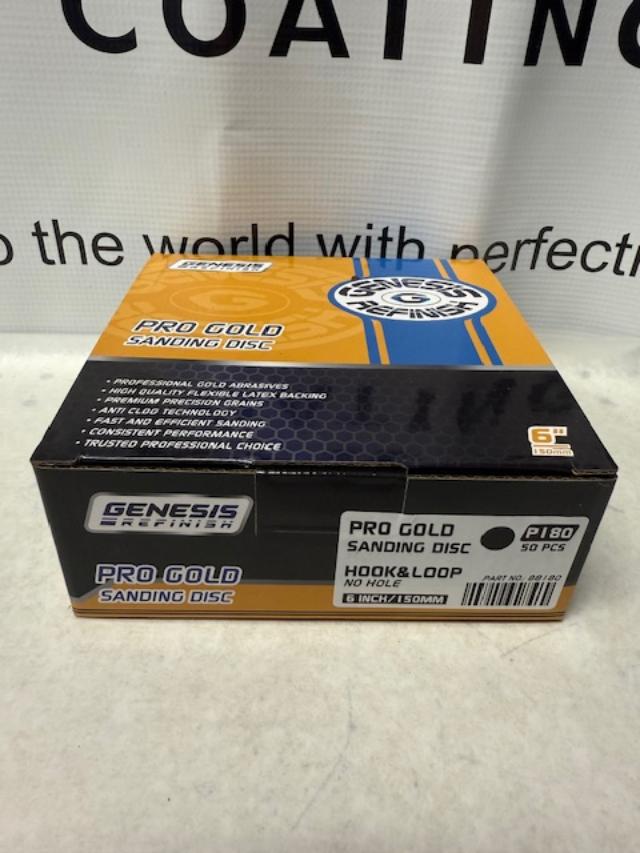 COATING
o the world with perfect
GENESIS
REFINISH
GENESIS
G
REFINISH
PRO GOLD
SANDING DISC
• PROFESSIONAL GOLD ABRASIVES
• HIGH QUALITY FLEXIBLE LATEX BACKING
• PREMIUM PRECISION GRAINS
• ANTI CLOG TECHNOLOGY
• FAST AND EFFICIENT SANDING
• CONSISTENT PERFORMANCE
• TRUSTED PROFESSIONAL CHOICE
6"
150mm
GENESIS
REFINISH
PRO GOLD
SANDING DISC
PRO GOLD
SANDING DISC
P180
50 PCS
HOOK&LOOP
NO HOLE
PART NO. 88180
6 INCH/150MM